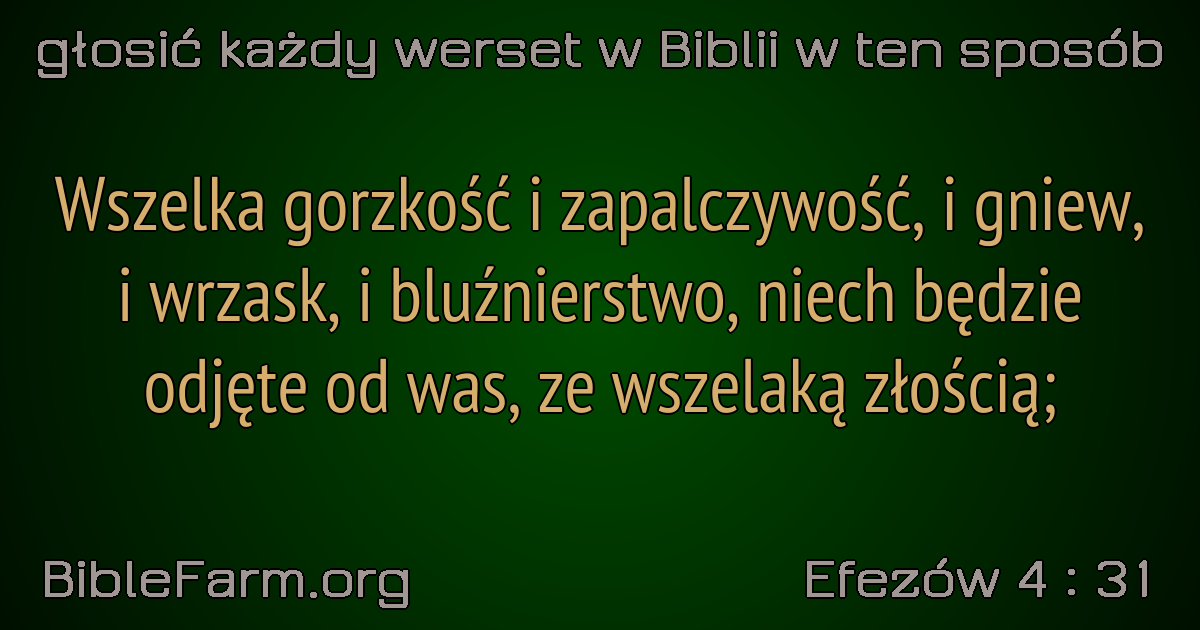 głosić każdy werset w Biblii w ten sposób
Wszelka gorzkość i zapalczywość, i gniew,
i wrzask, i bluźnierstwo, niech będzie
odjęte od was, ze wszelaką złością;
BibleFarm.org
Efezów 4 : 31